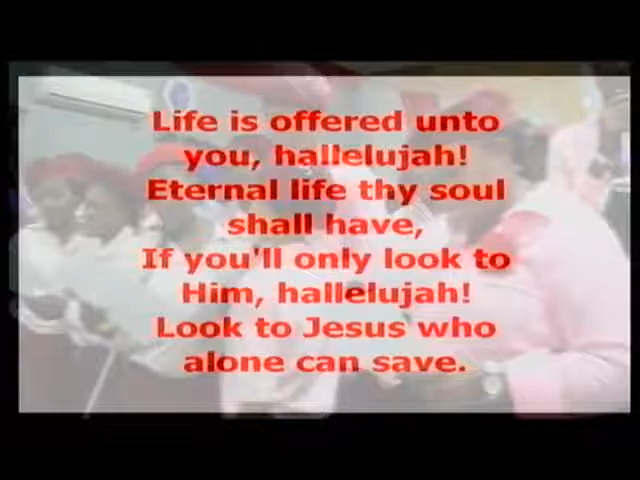 Life is offered unto
you, hallelujah!
Eternal life thy soul
shall have,
If you'll only look to
Him, hallelujah!
Look to Jesus who
alone can save.